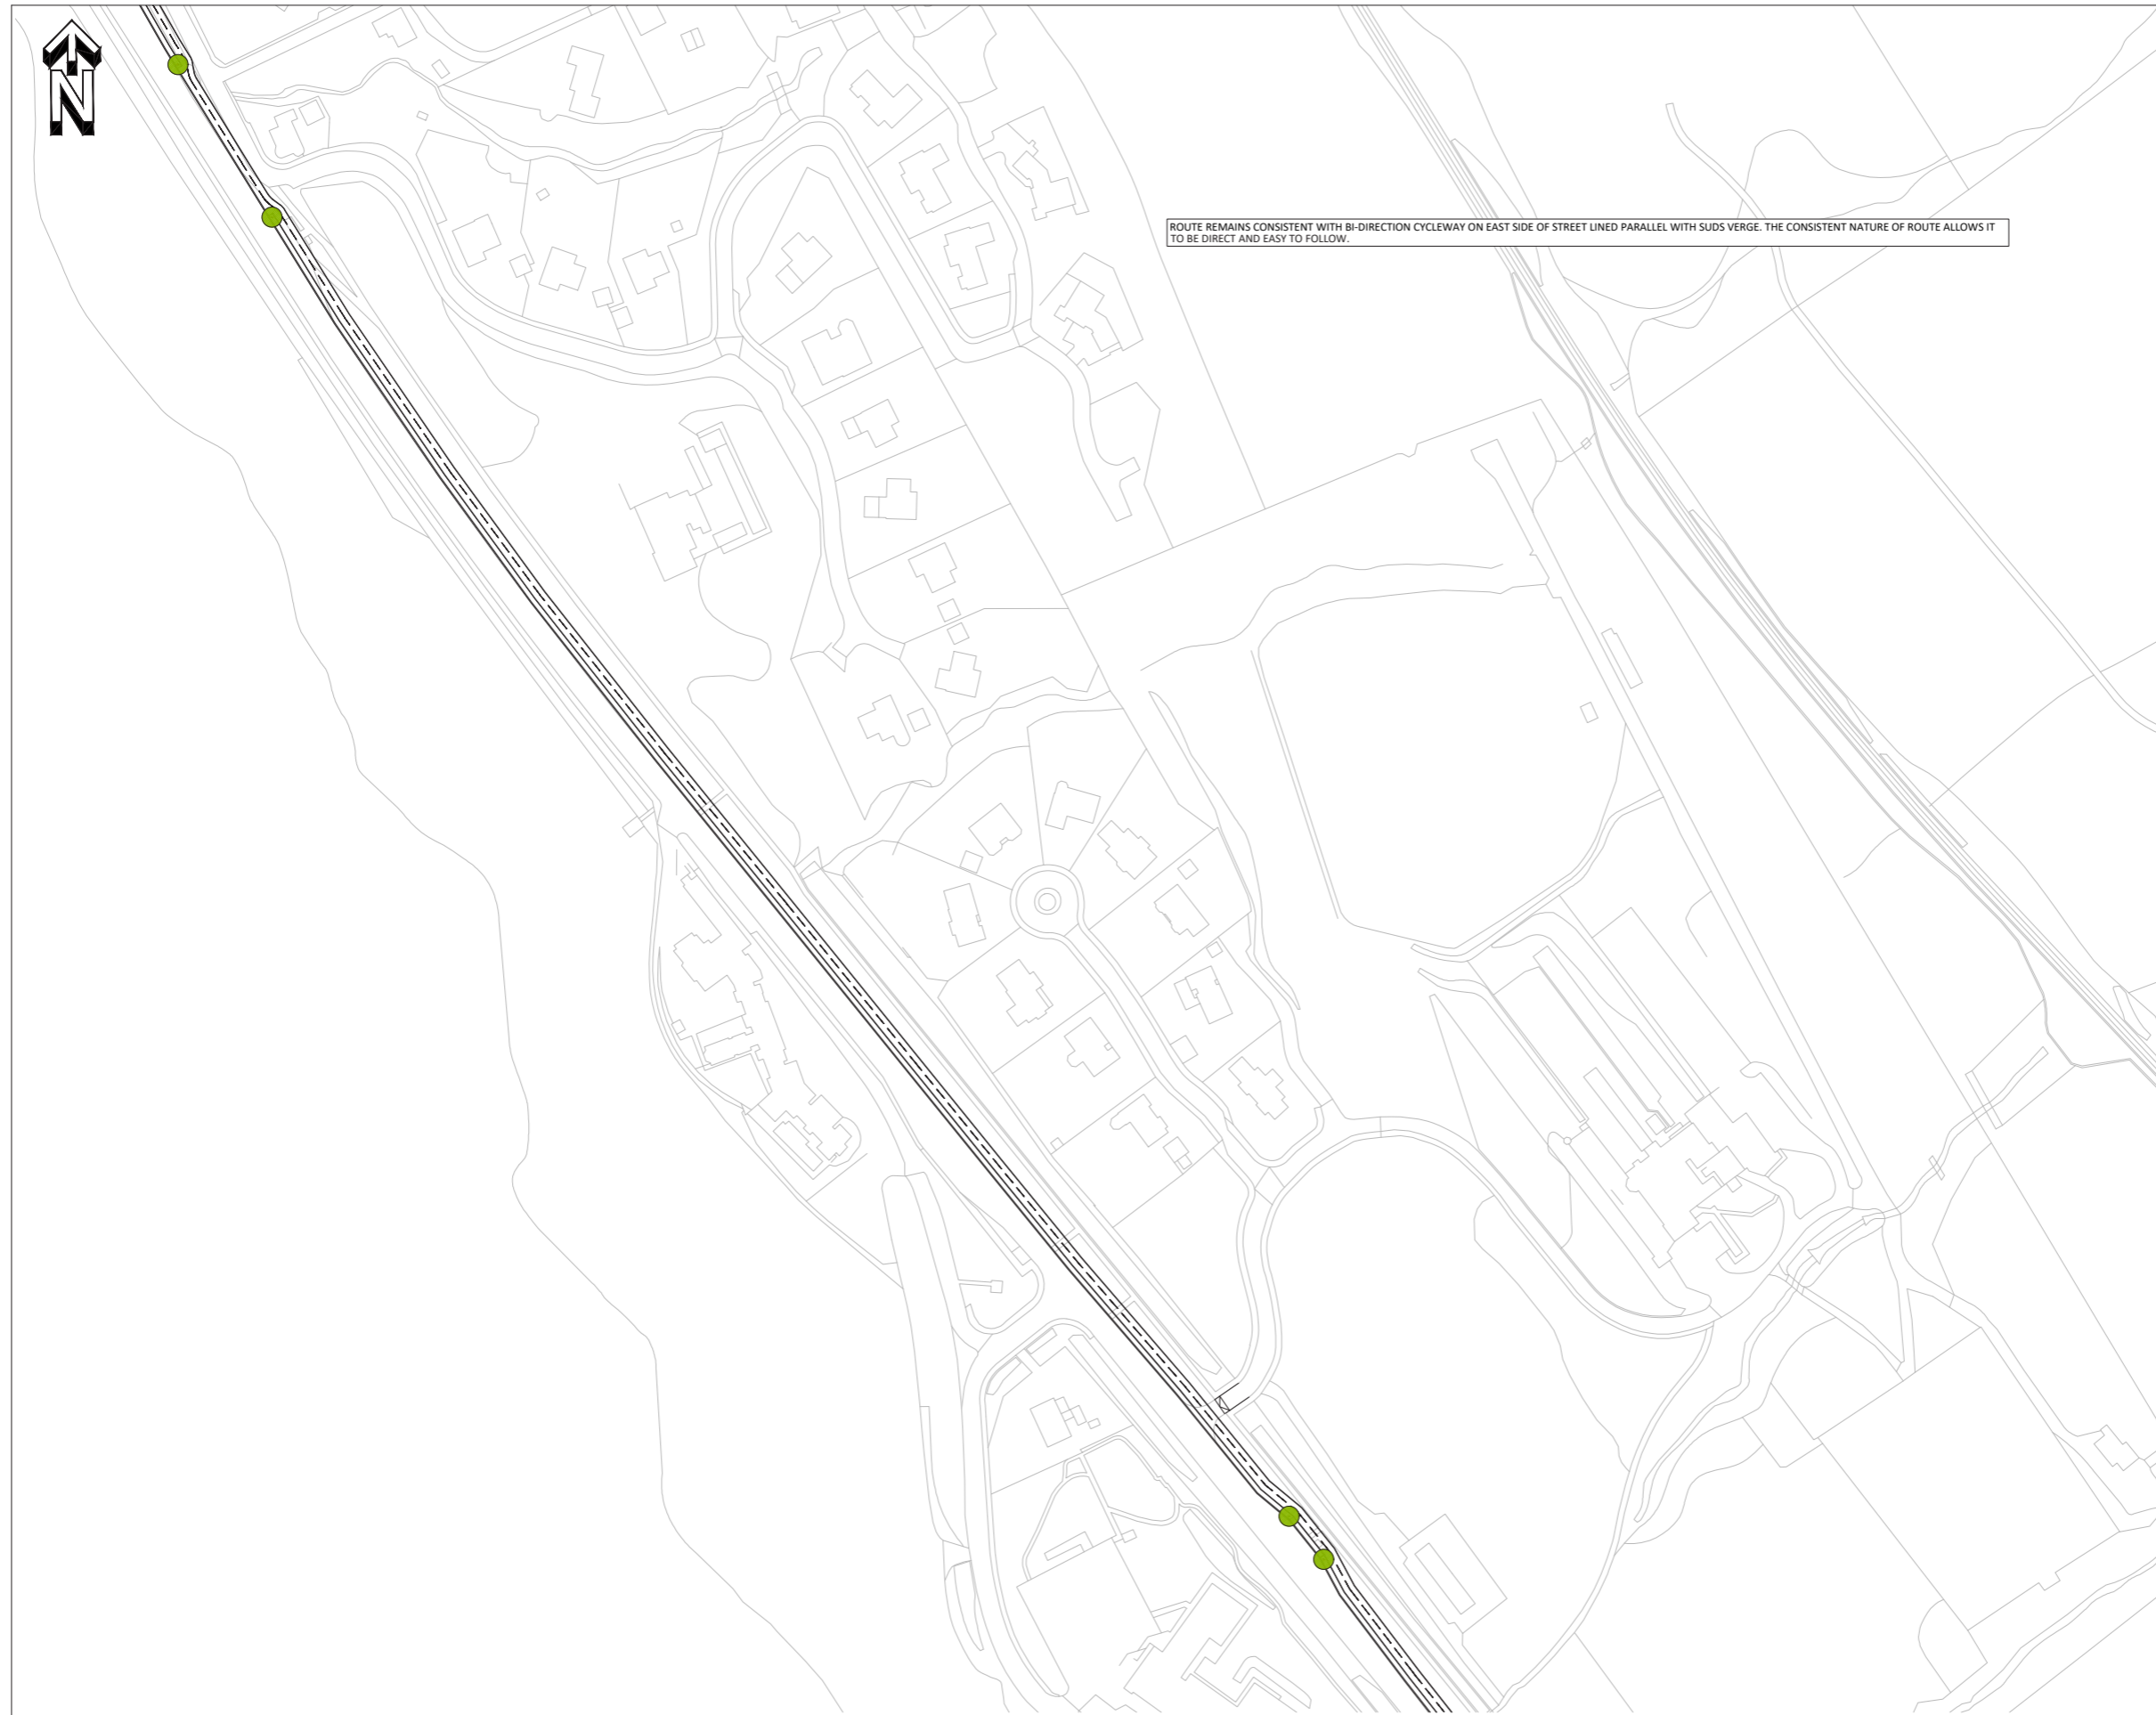 N
ROUTE REMAINS CONSISTENT WITH BI-DIRECTION CYCLEWAY ON EAST SIDE OF STREET LINED PARALLEL WITH SUDS VERGE. THE CONSISTENT NATURE OF ROUTE ALLOWS IT
TO BE DIRECT AND EASY TO FOLLOW.